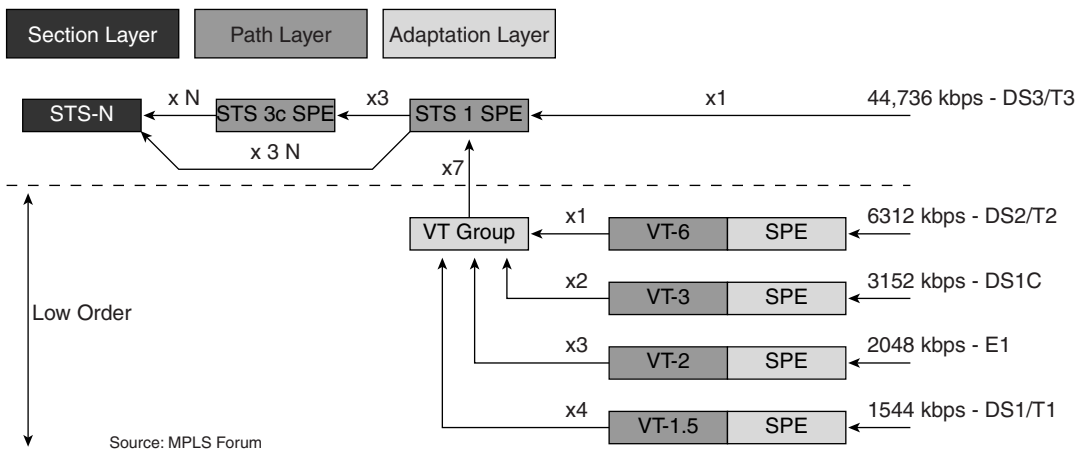 Section Layer
Path Layer
Adaptation Layer
STS-N
x N
STS 3c SPE
x3
STS 1 SPE
x1
44,736 kbps - DS3/T3
x 3 N
x7
VT Group
x1
VT-6
SPE
6312 kbps - DS2/T2
x2
VT-3
SPE
3152 kbps - DS1C
Low Order
x3
VT-2
SPE
2048 kbps - E1
x4
VT-1.5
SPE
1544 kbps - DS1/T1
Source: MPLS Forum